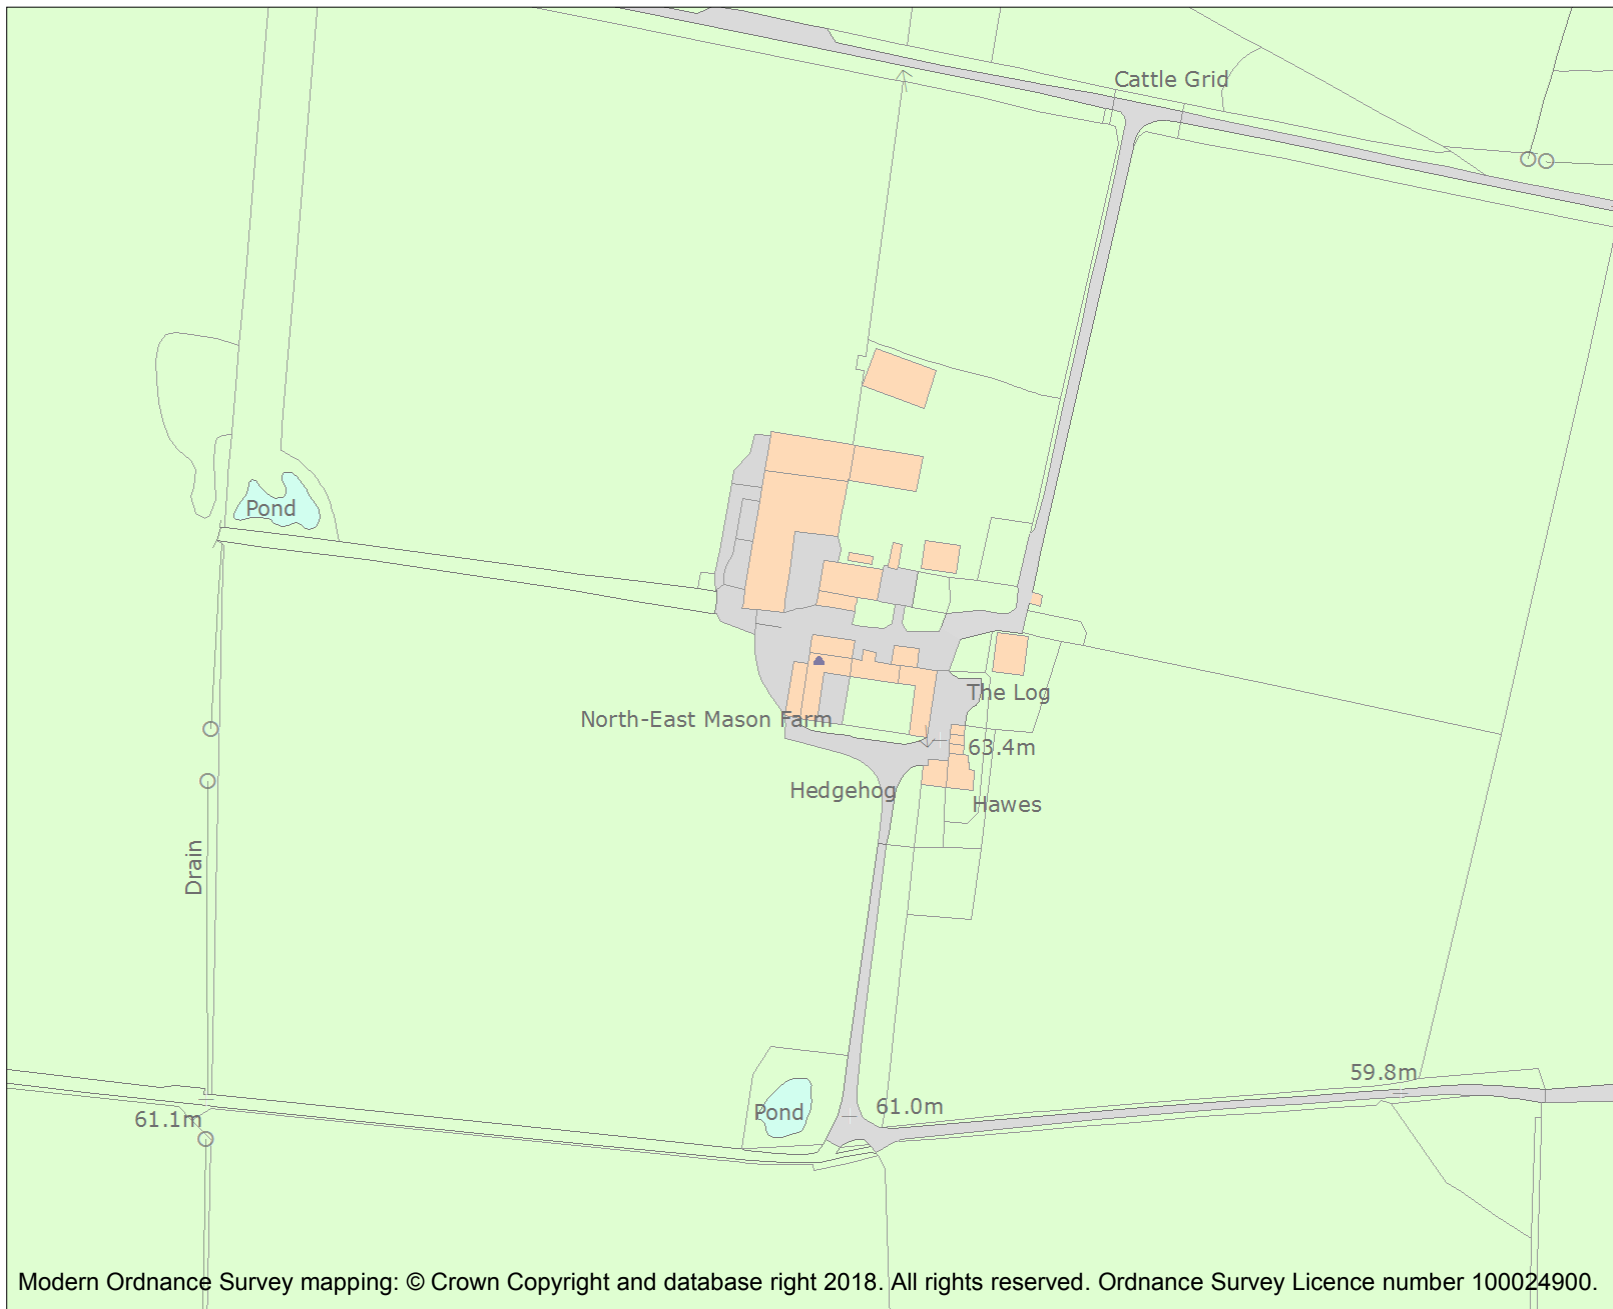 Cattle Grid
Pond
The Log
North-East Mason Farm
63.4m
Hedgehog
Hawes
Drain
59.8m
Pond
61.0m
61.1m
Modern Ordnance Survey mapping: © Crown Copyright and database right 2018. All rights reserved. Ordnance Survey Licence number 100024900.